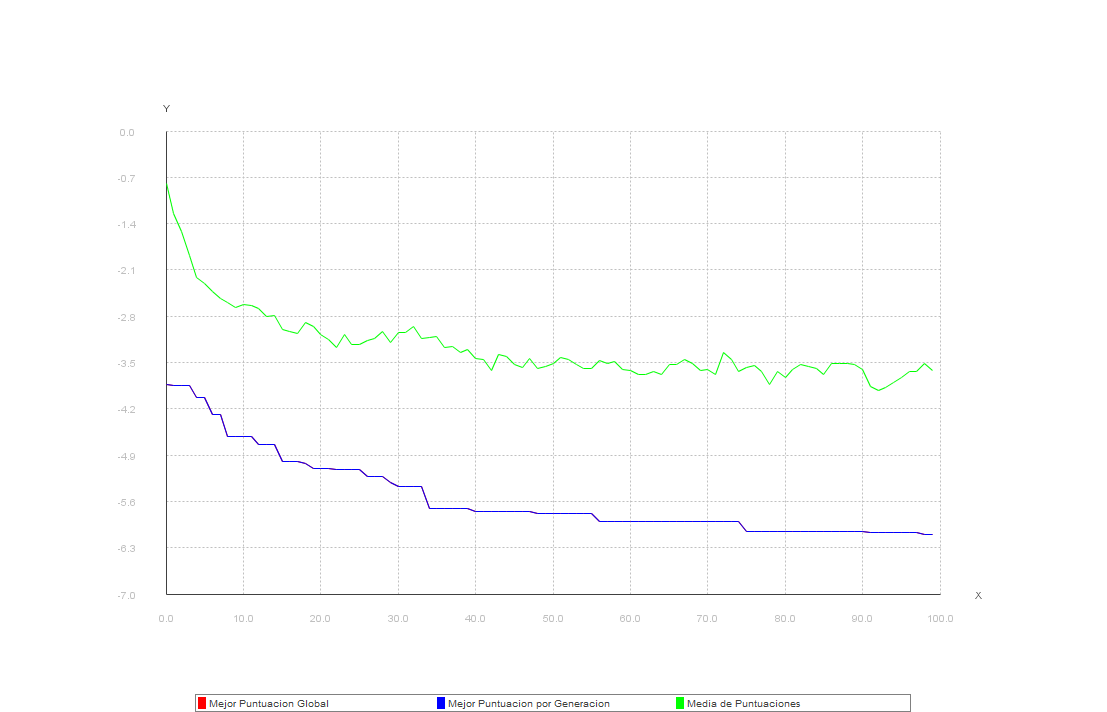 Y
0.0
-0.7
-1.4
-2.1
-2.8
-3.5
-4.2
-4.9
-5.6
-6.3
-7.0
X
0.0 10.0 20.0 30.0 40.0 50.0 60.0 70.0 80.0 90.0 100.0
Mejor Puntuacion Global Mejor Puntuacion por Generacion Media de Puntuaciones